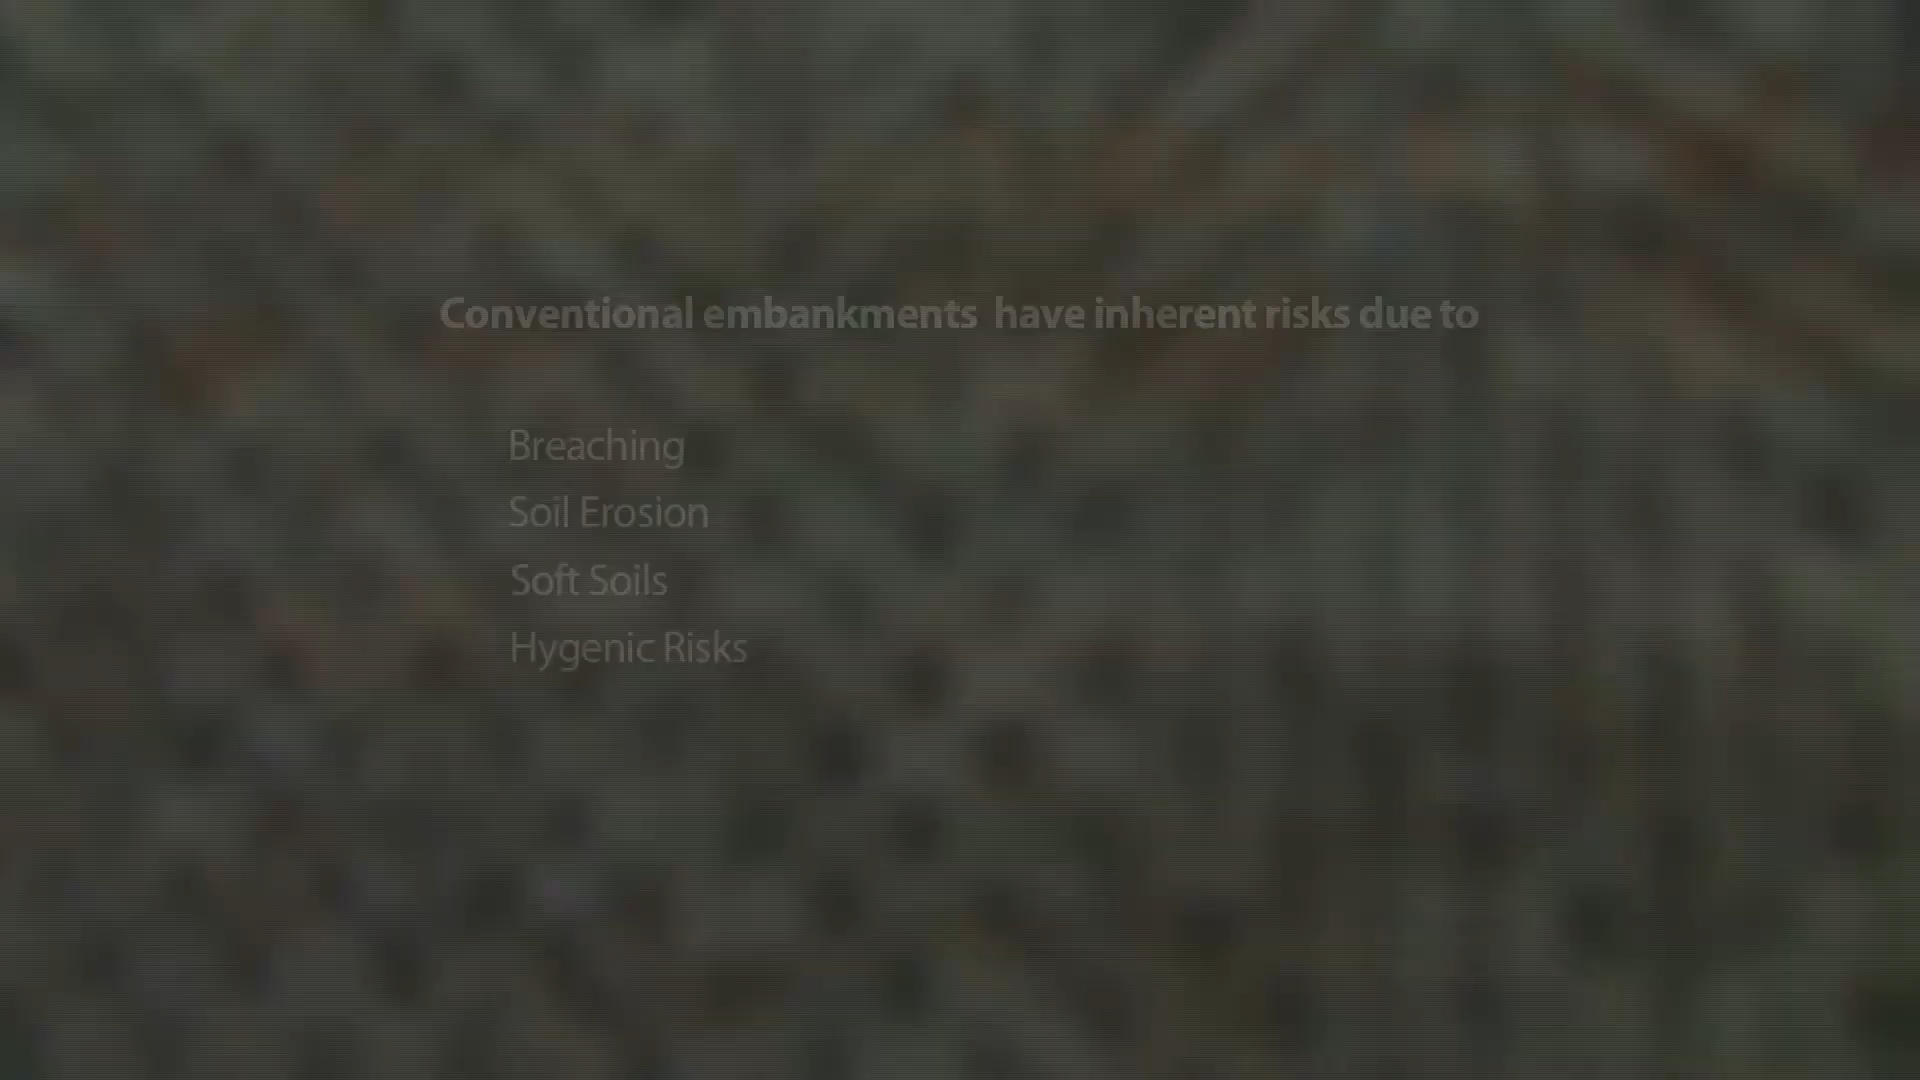 Conventional embankments have inherent risks due to
Breaching
Soil Erosion
Soft Soils
Hygenic Risks